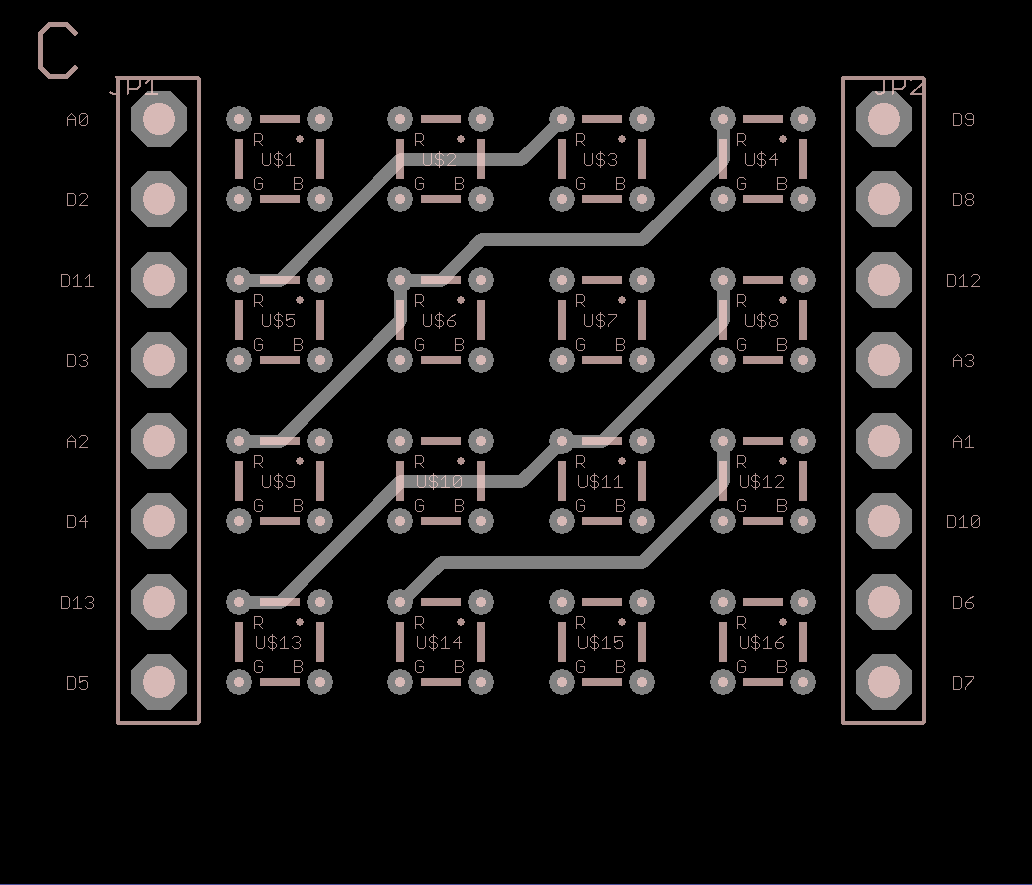 C
JP1 JP2
A0 D9
R R R R
U$1 U$2 U$3 U$4
G B G B G B G B
D2 D8
D11 D12
R R R R
U$5 U$6 U$7 U$8
G B G B G B G B
D3 A3
A2 A1
R R R R
U$9 U$10 U$11 U$12
G B G B G B G B
D4 D10
D13 D6
R R R R
U$13 U$14 U$15 U$16
G B G B G B G B
D5 D7